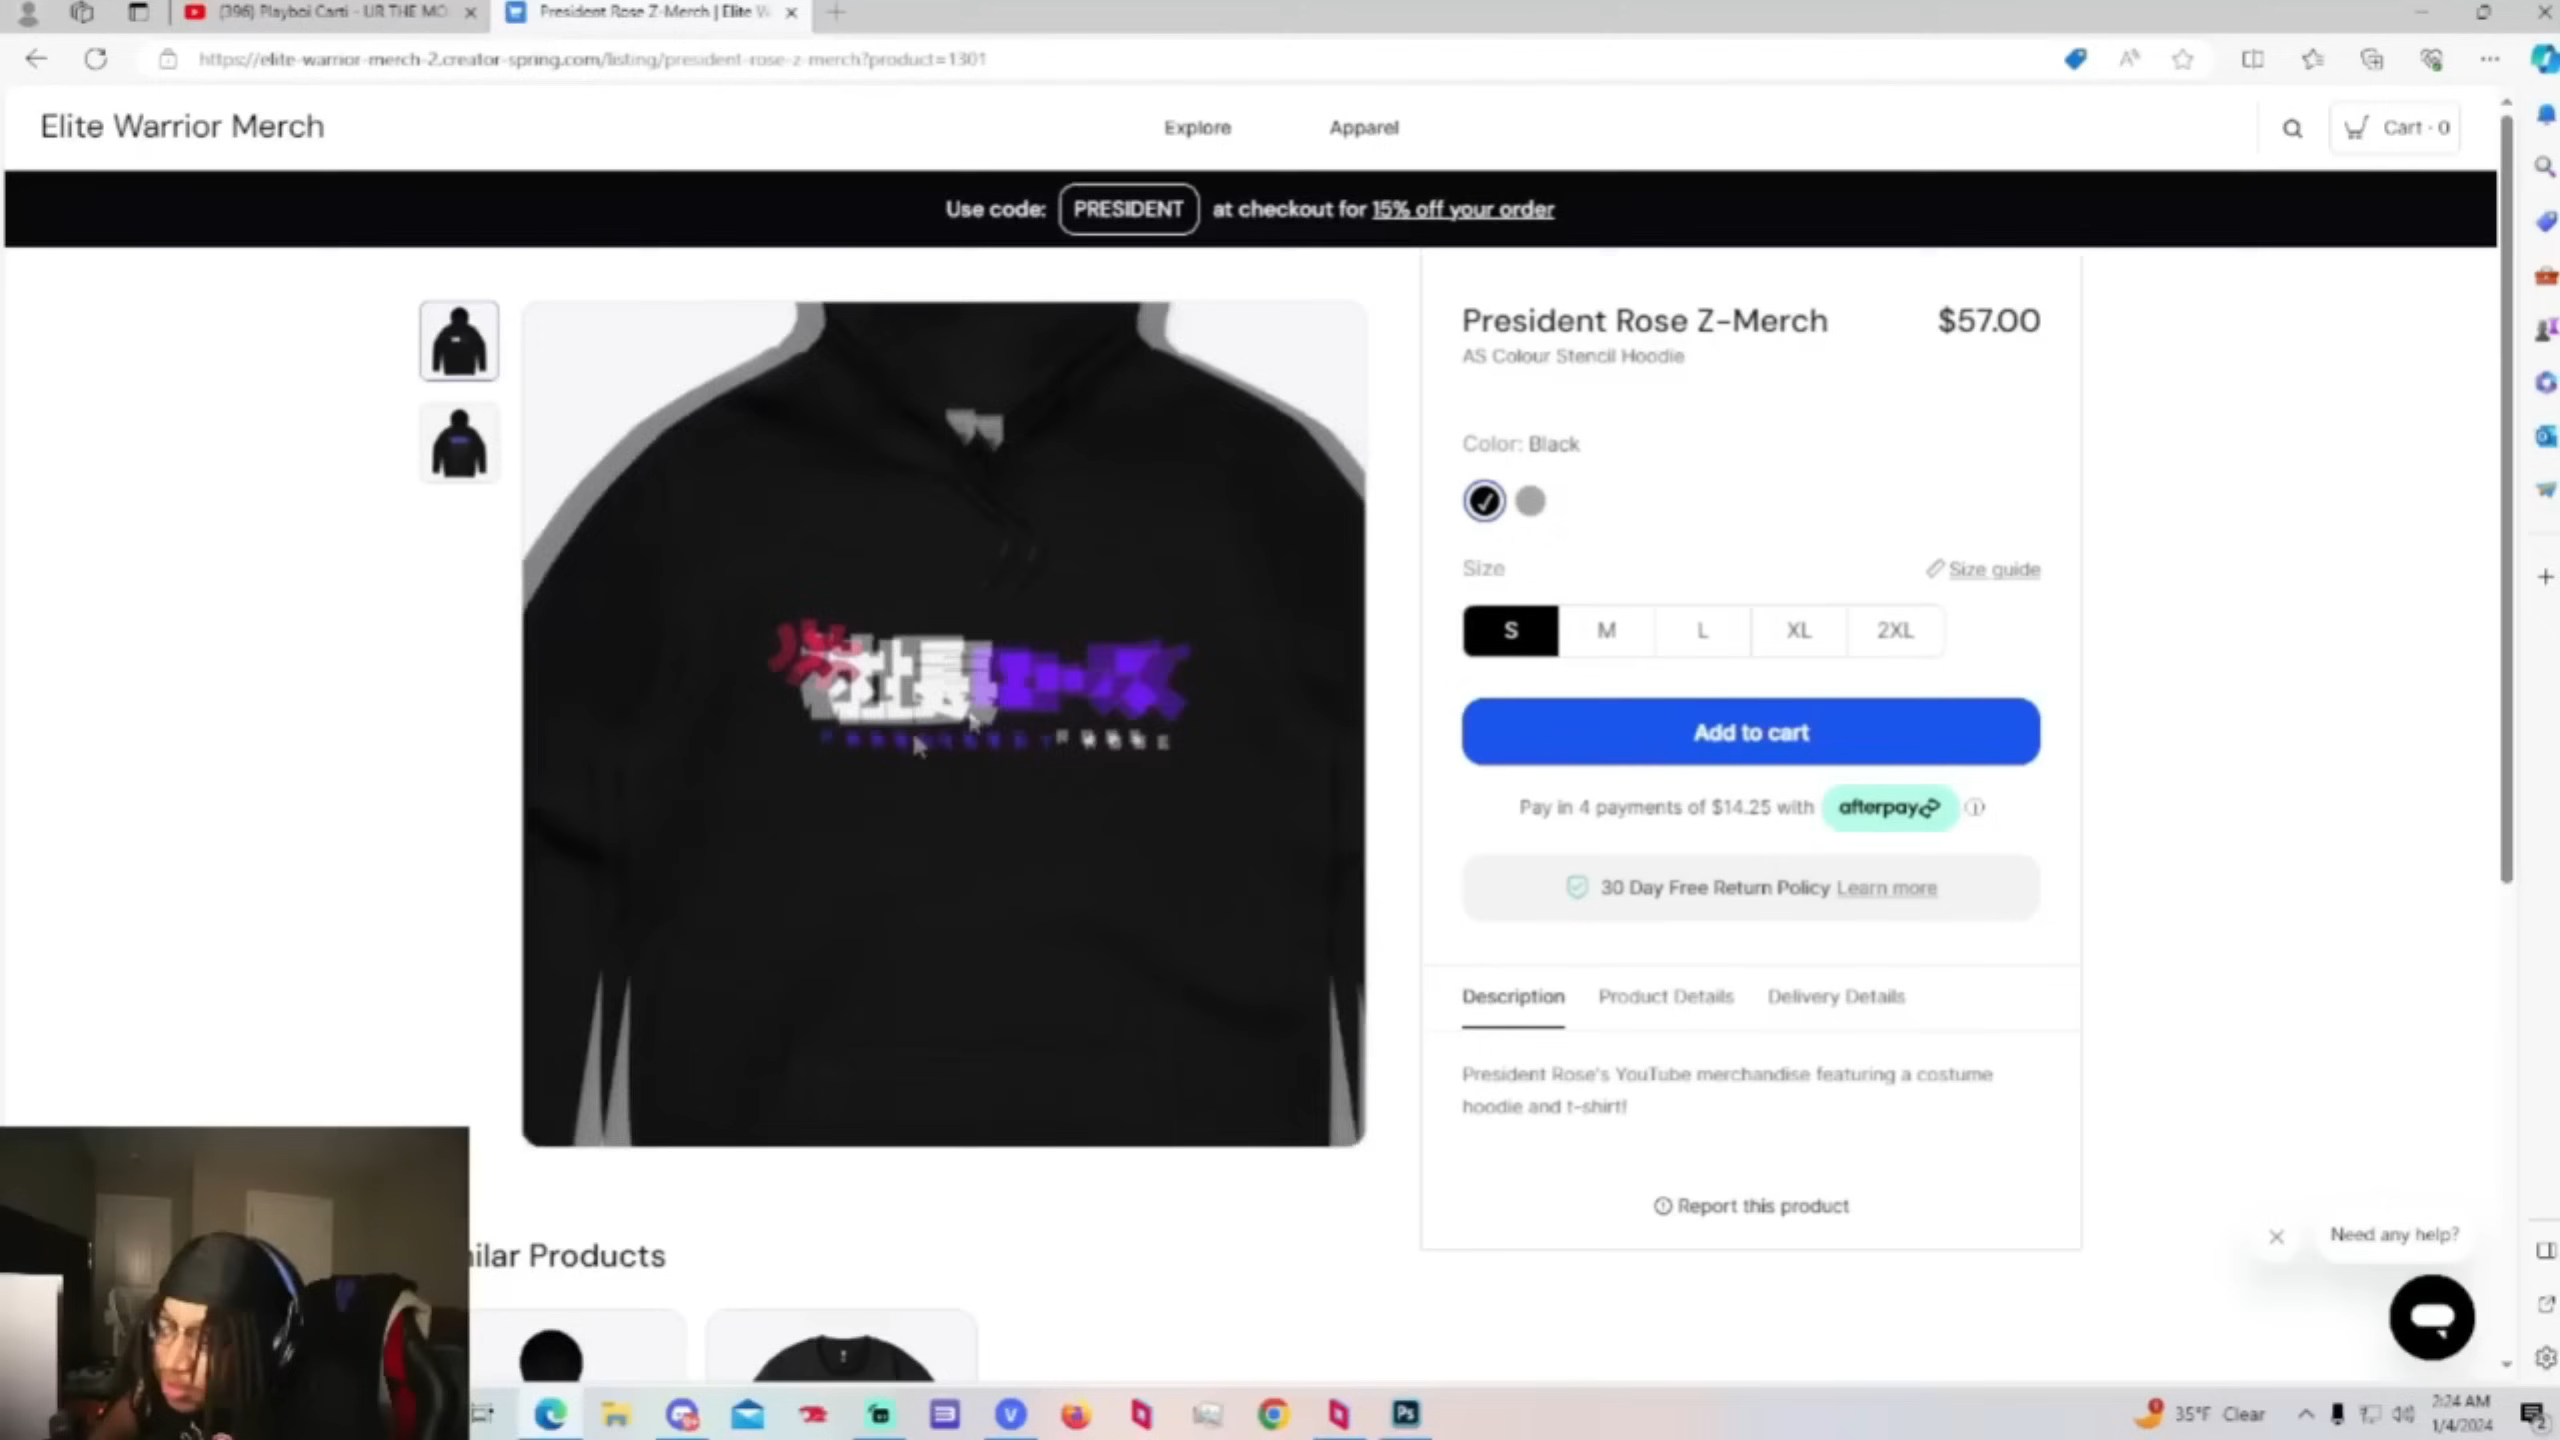 (396) Playboi Carti - UR THE MO
President Rose Z-Merch | Elite W
https://elite-warrior-merch-2.creator-spring.com/listing/president-rose-z-merch?product=1301
Elite Warrior Merch
Explore
Apparel
Cart - 0
Use code: PRESIDENT at checkout for 15% off your order
President Rose Z-Merch
$57.00
AS Colour Stencil Hoodie
Color: Black
Size
Size guide
S M L XL 2XL
Add to cart
Pay in 4 payments of $14.25 with afterpay
30 Day Free Return Policy Learn more
Description
Product Details
Delivery Details
President Rose's YouTube merchandise featuring a costume
hoodie and t-shirt!
Report this product
Need any help?
ilar Products
Ps
35°F Clear
2:24 AM
1/4/2024